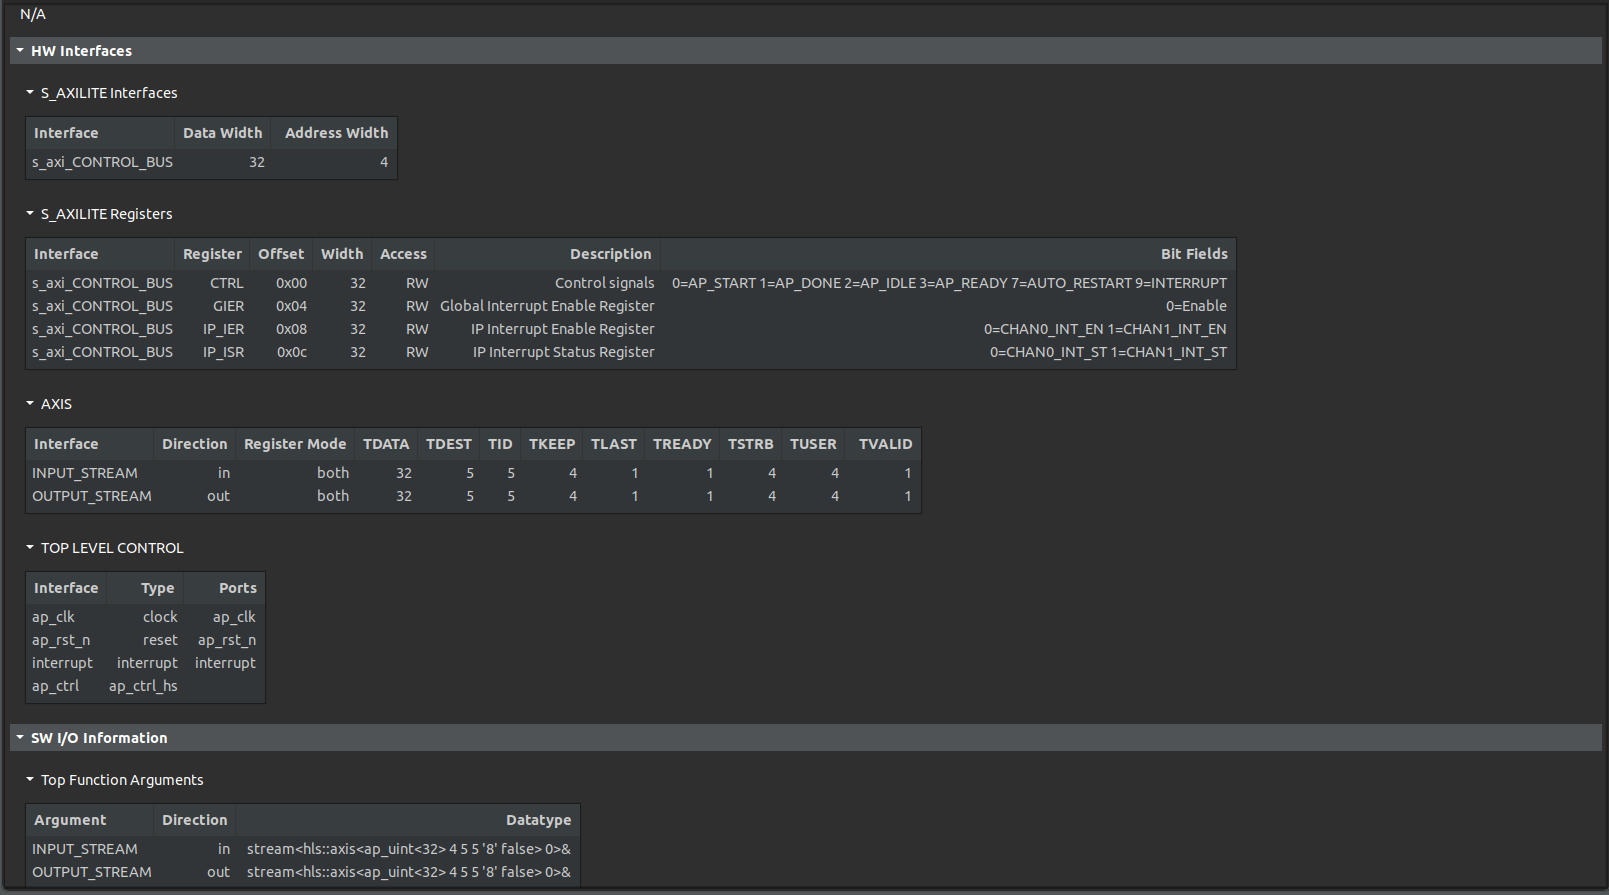 N/A
HW Interfaces
S_AXILITE Interfaces
Interface Data Width Address Width
s_axi_CONTROL_BUS 32 4
S_AXILITE Registers
Interface Register Offset Width Access Description Bit Fields
s_axi_CONTROL_BUS CTRL 0x00 32 RW Control signals 0=AP_START 1=AP_DONE 2=AP_IDLE 3=AP_READY 7=AUTO_RESTART 9=INTERRUPT
s_axi_CONTROL_BUS GIER 0x04 32 RW Global Interrupt Enable Register 0=Enable
s_axi_CONTROL_BUS IP_IER 0x08 32 RW IP Interrupt Enable Register 0=CHAN0_INT_EN 1=CHAN1_INT_EN
s_axi_CONTROL_BUS IP_ISR 0x0c 32 RW IP Interrupt Status Register 0=CHAN0_INT_ST 1=CHAN1_INT_ST
AXIS
Interface Direction Register Mode TDATA TDEST TID TKEEP TLAST TREADY TSTRB TUSER TVALID
INPUT_STREAM in both 32 5 5 4 1 1 4 4 1
OUTPUT_STREAM out both 32 5 5 4 1 1 4 4 1
TOP LEVEL CONTROL
Interface Type Ports
ap_clk clock ap_clk
ap_rst_n reset ap_rst_n
interrupt interrupt interrupt
ap_ctrl ap_ctrl_hs
SW I/O Information
Top Function Arguments
Argument Direction Datatype
INPUT_STREAM in stream<hls::axis<ap_uint<32> 4 5 5 '8' false> 0>&
OUTPUT_STREAM out stream<hls::axis<ap_uint<32> 4 5 5 '8' false> 0>&